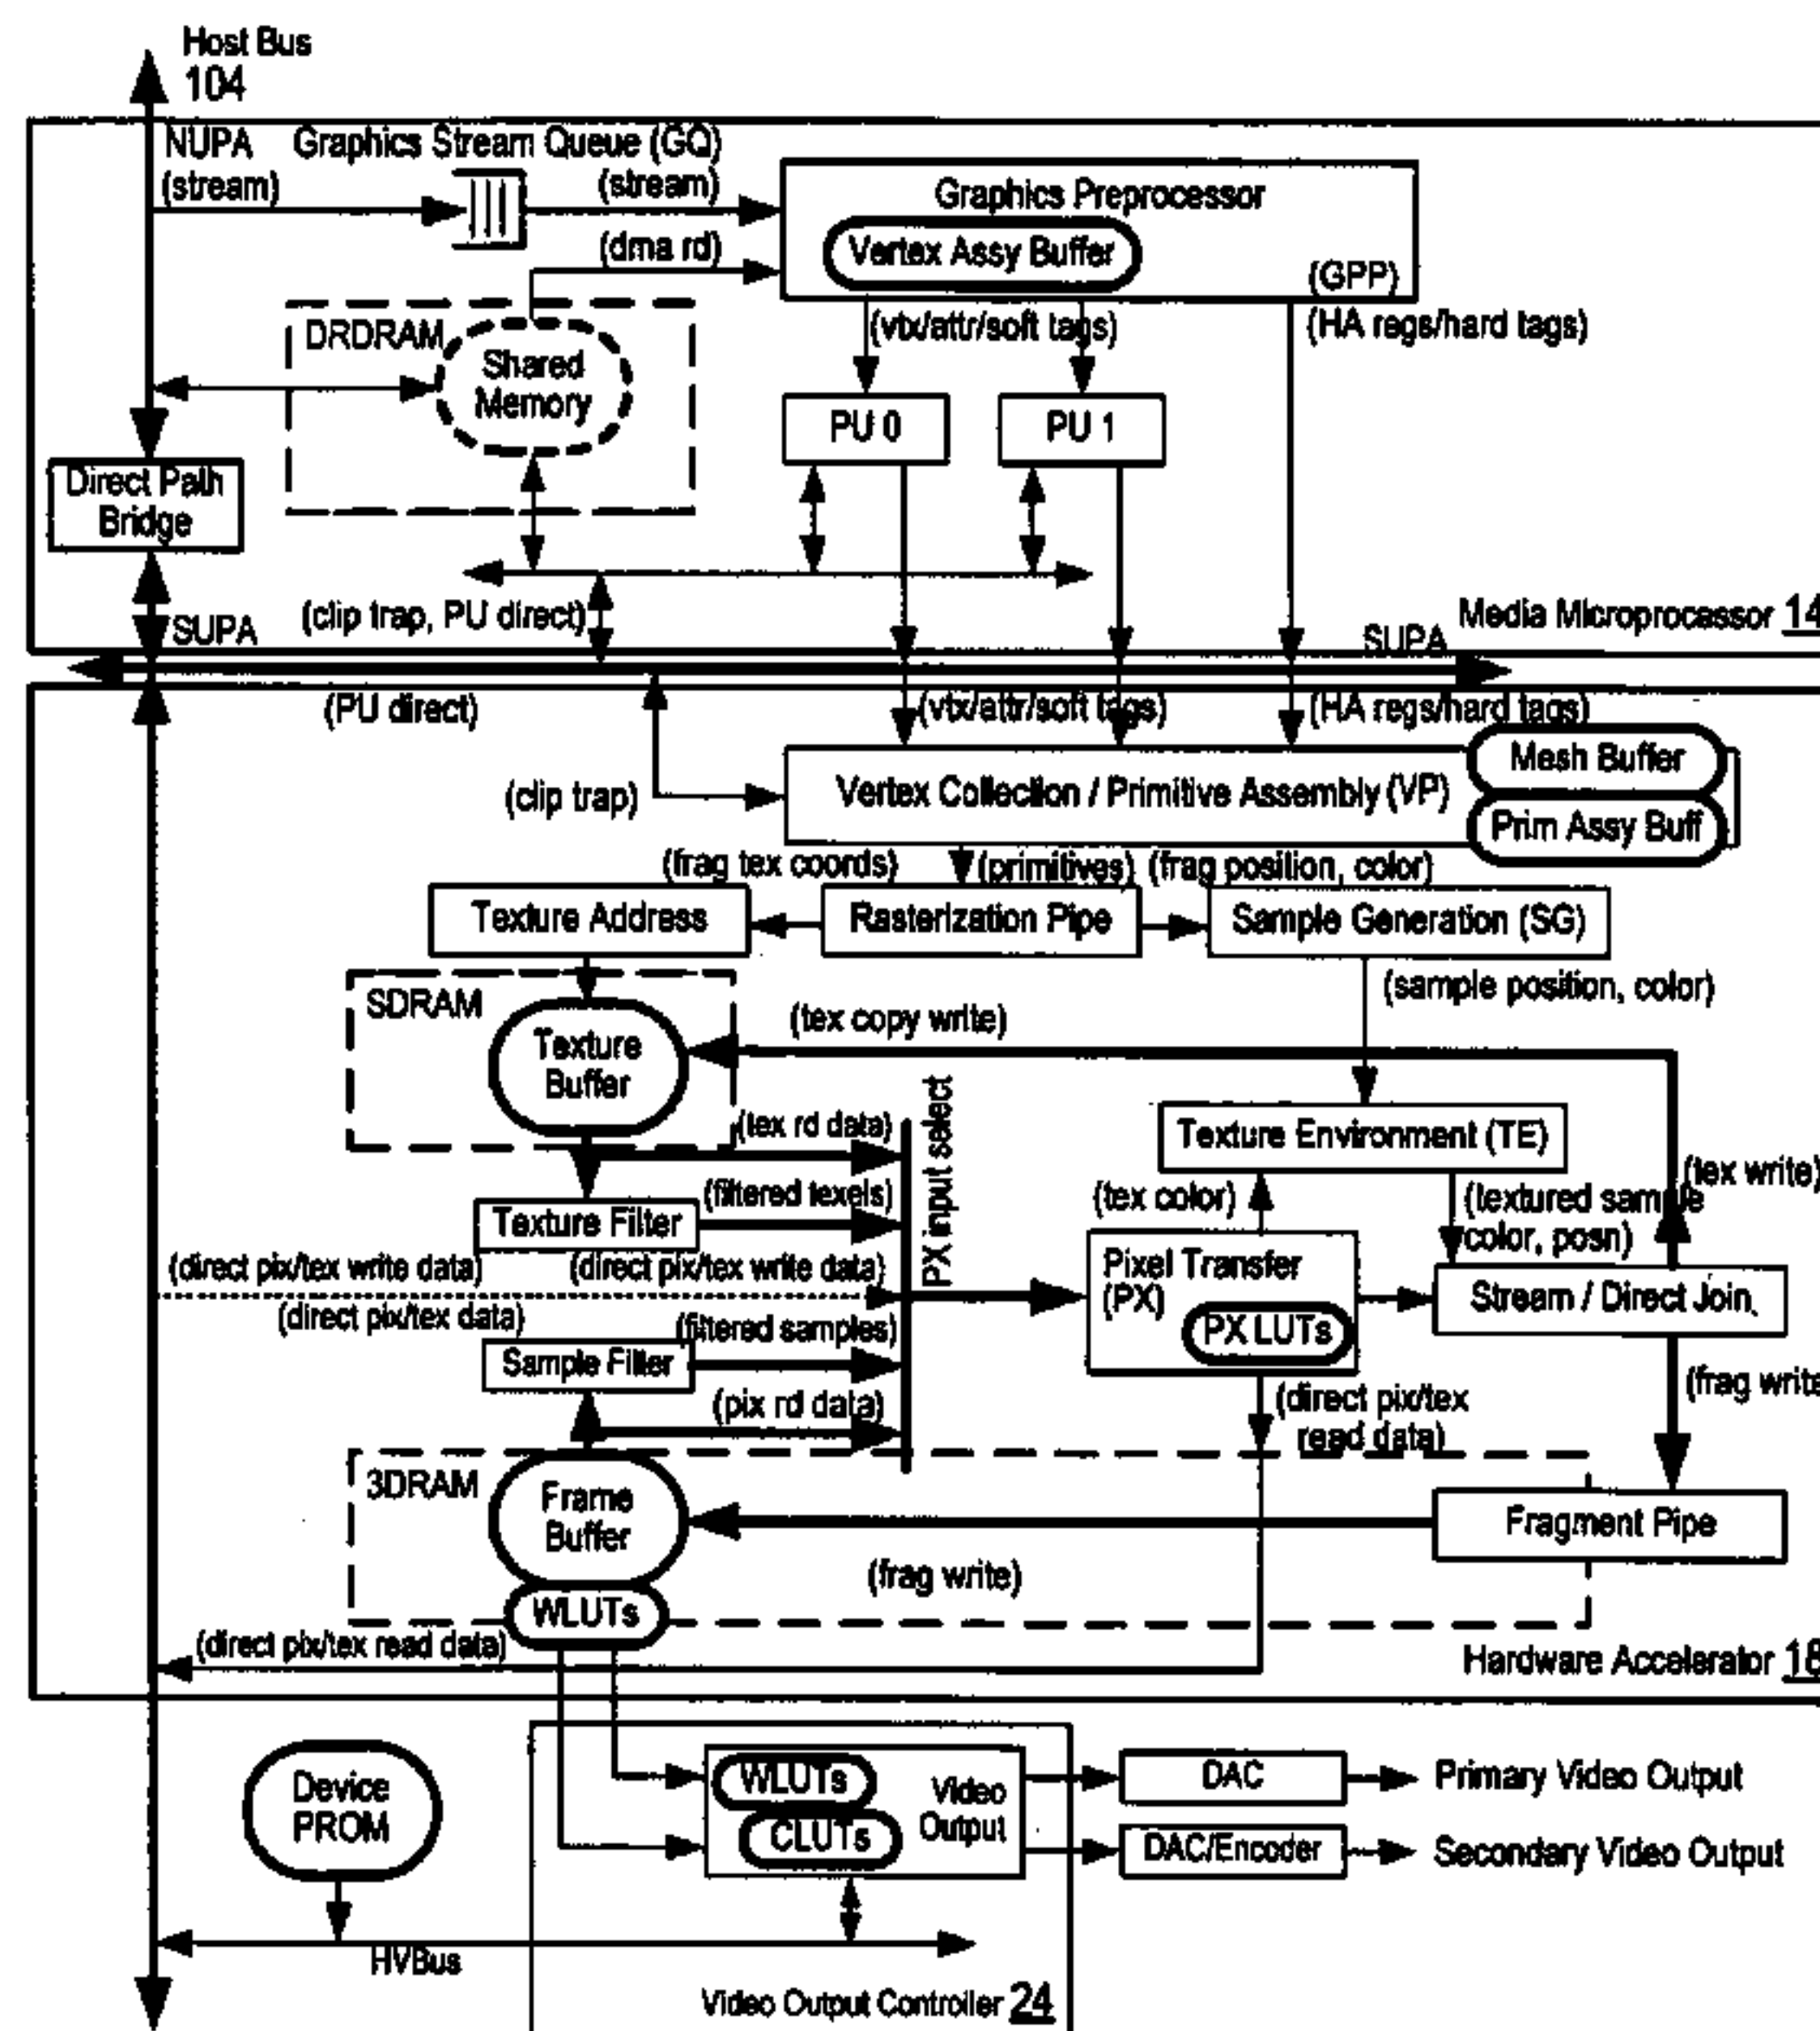 Host Bus
104
NUPA
(stream)
Graphics Stream Queue (GQ)
(stream)
(dma rd)
Graphics Preprocessor
Vertex Assy Buffer
(GPP)
DRDRAM
Shared
Memory
(vtx/attr/soft tags)
(HA regs/hard tags)
PU 0
PU 1
Direct Path
Bridge
(clip trap, PU direct)
SUPA
Media Microprocessor 14
SUPA
(PU direct)
(vtx/attr/soft tags)
(HA regs/hard tags)
Mesh Buffer
(clip trap)
Vertex Collection / Primitive Assembly (VP)
Prim Assy Buff
(frag tex coords)
(primitives)
(frag position, color)
Texture Address
Rasterization Pipe
Sample Generation (SG)
(sample position, color)
SDRAM
Texture
Buffer
(tex copy write)
PX input select
(tex rd data)
Texture Environment (TE)
(tex write)
(filtered texels)
Texture Filter
(tex color)
(textured sample
color, posn)
(direct pix/tex write data)
(direct pix/tex write data)
Pixel Transfer
(PX)
PX LUTs
Stream / Direct Join
(direct pix/tex data)
(filtered samples)
Sample Filter
(pix rd data)
(direct pix/tex
read data)
(frag write
3DRAM
Frame
Buffer
Fragment Pipe
(frag write)
WLUTs
(direct pix/tex read data)
Hardware Accelerator 18
Device
PROM
WLUTs
CLUTs
Video
Output
DAC
Primary Video Output
DAC/Encoder
Secondary Video Output
HVBus
Video Output Controller 24